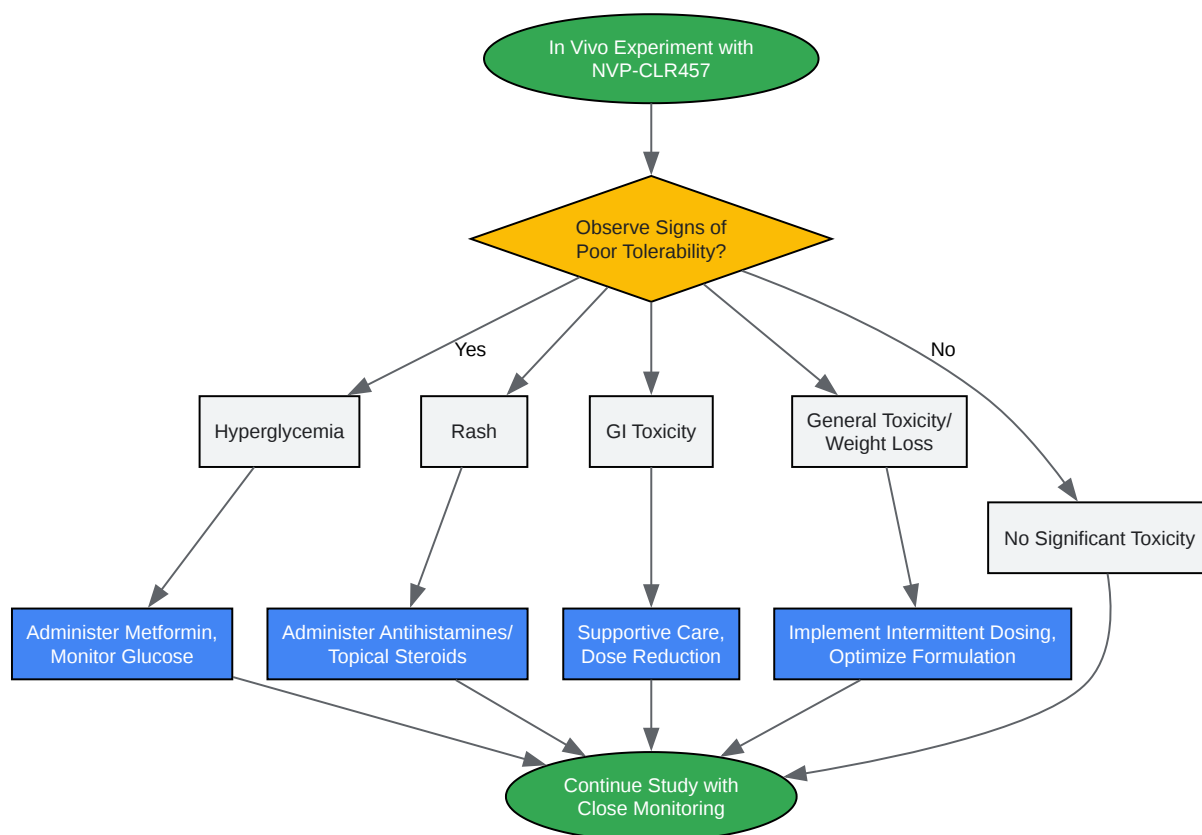 In Vivo Experiment with
NVP-CLR457
Observe Signs of
Poor Tolerability?
Yes
No
Hyperglycemia
Rash
GI Toxicity
General Toxicity/
Weight Loss
No Significant Toxicity
Administer Metformin,
Monitor Glucose
Administer Antihistamines/
Topical Steroids
Supportive Care,
Dose Reduction
Implement Intermittent Dosing,
Optimize Formulation
Continue Study with
Close Monitoring